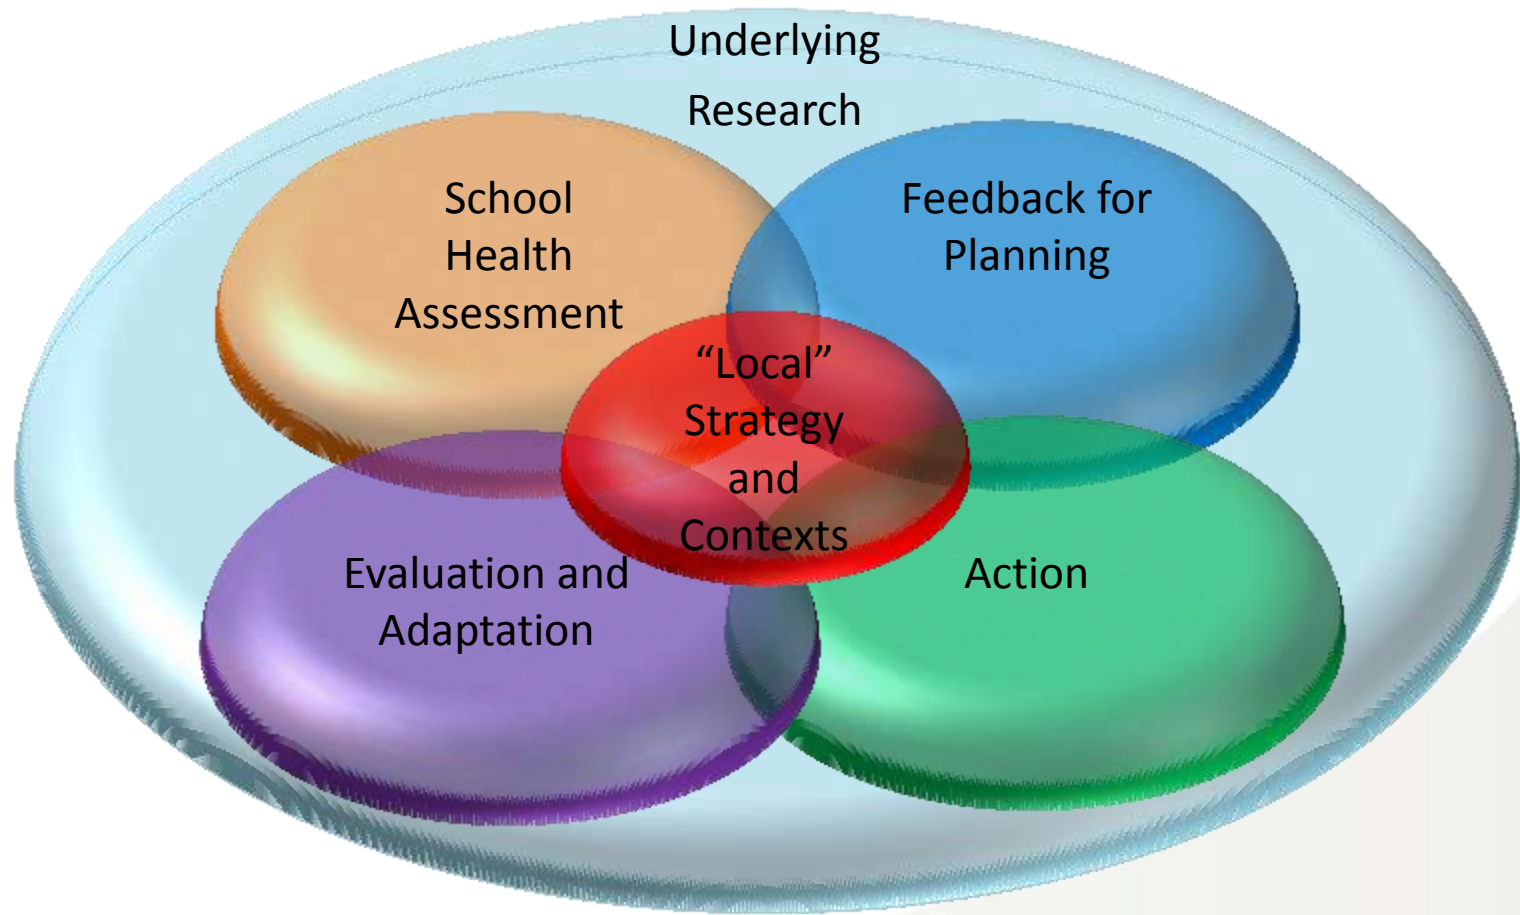 Underlying
Research
School
Health
Assessment
Feedback for
Planning
“Local”
Strategy
and
Contexts
Evaluation and
Adaptation
Action